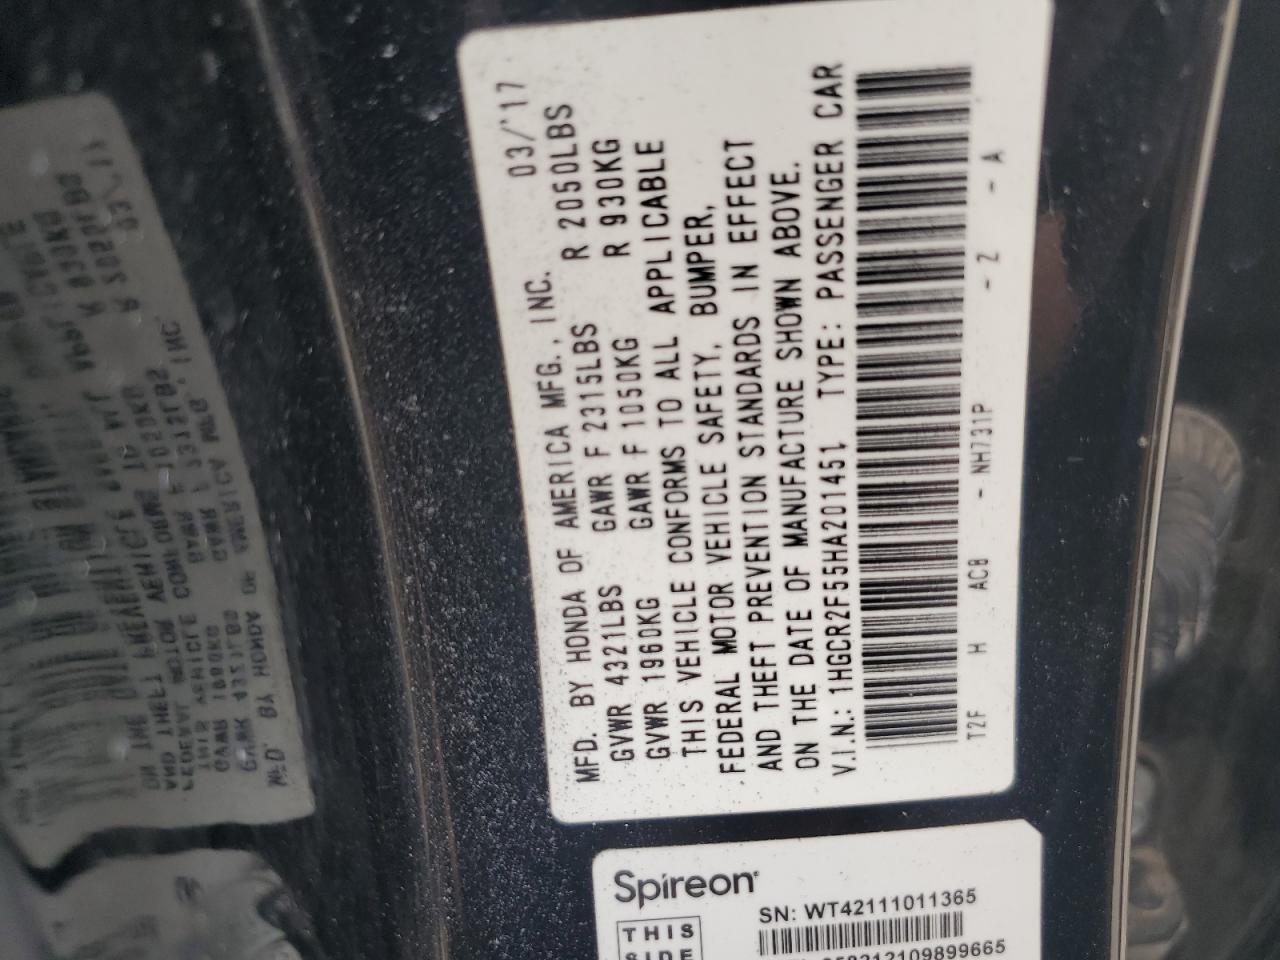 MFD. BY HONDA OF AMERICA MFG., INC. 03/'17
GVWR 4321LBS GAWR F 2315LBS R 2050LBS
GVWR 1960KG GAWR F 1050KG R 930KG
THIS VEHICLE CONFORMS TO ALL APPLICABLE
FEDERAL MOTOR VEHICLE SAFETY, BUMPER,
AND THEFT PREVENTION STANDARDS IN EFFECT
ON THE DATE OF MANUFACTURE SHOWN ABOVE.
V.I.N.: 1HGCR2F55HA201451 TYPE: PASSENGER CAR
T2F H AC8 - NH731P - Z - A
Spireon
SN: WT42111011365
THIS
SIDE